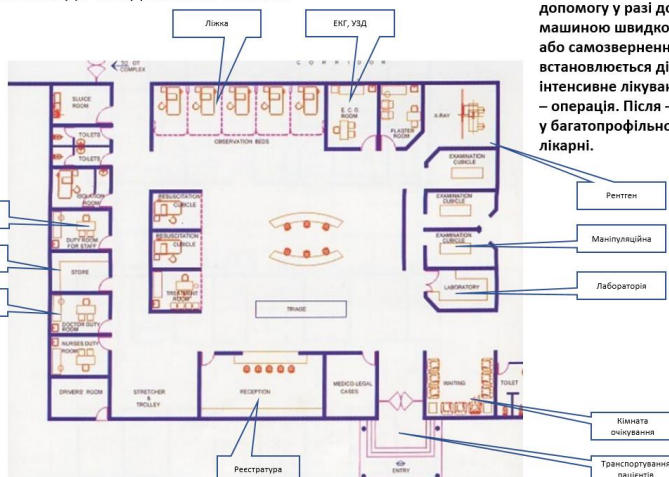 допомогу у разі до
машиною швидко
або самозверненн
встановлюється ді
інтенсивне лікуван
– операція. Після –
у багатопрофільно
лікарні.
Ліжка
ЕКГ, УЗД
TO OT
COMPLEX
CORRIDOR
SLUICE
ROOM
TOILETS
TOILETS
ISOLATION
ROOM
DUTY ROOM
FOR STAFF
STORE
DOCTOR DUTY
ROOM
NURSES DUTY
ROOM
DRIVERS' ROOM
STRETCHER
&
TROLLEY
OBSERVATION BEDS
E.C.G.
ROOM
PLASTER
ROOM
X-RAY
EXAMINATION
CUBICLE
EXAMINATION
CUBICLE
EXAMINATION
CUBICLE
LABORATORY
RESUSCITATION
CUBICLE
RESUSCITATION
CUBICLE
TREATMENT
ROOM
TRIAGE
RECEPTION
MEDICO-LEGAL
CASES
WAITING
TOILET
ENTRY
Рентген
Маніпуляційна
Лабораторія
Кімната
очікування
Транспортування
пацієнтів
Реєстратура